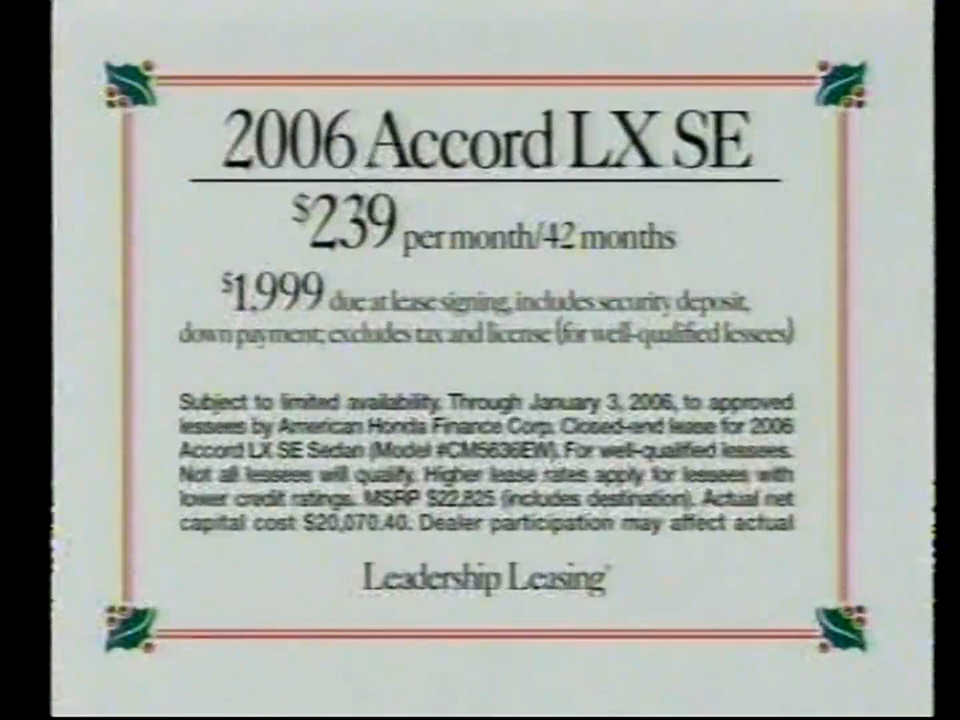 2006 Accord LX SE
$239 per month/42 months
$1,999 due at lease signing, includes security deposit,
down payment; excludes tax and license (for well-qualified lessees)
Subject to limited availability. Through January 3, 2006, to approved
lessees by American Honda Finance Corp. Closed-end lease for 2006
Accord LX SE Sedan (Model #CM5636EW). For well-qualified lessees.
Not all lessees will qualify. Higher lease rates apply for lessees with
lower credit ratings. MSRP $22,825 (includes destination). Actual net
capital cost $20,070.40. Dealer participation may affect actual
Leadership Leasing